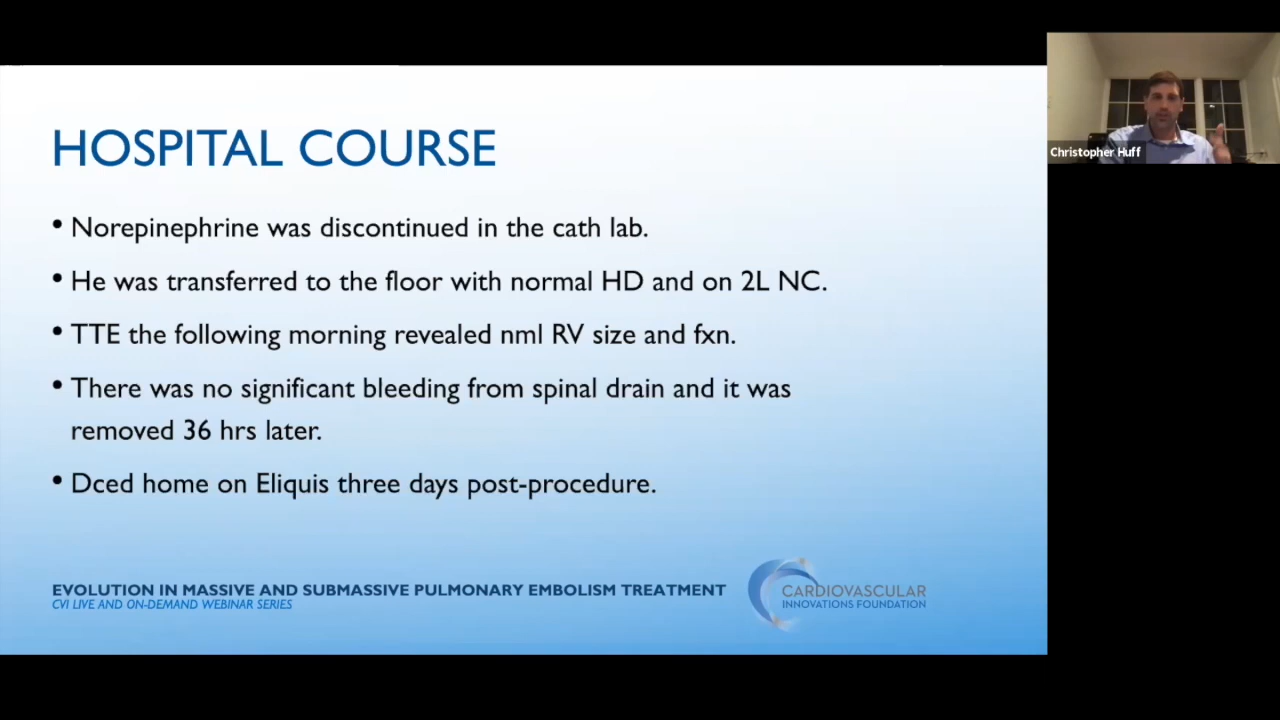 HOSPITAL COURSE
• Norepinephrine was discontinued in the cath lab.
• He was transferred to the floor with normal HD and on 2L NC.
• TTE the following morning revealed nml RV size and fxn.
• There was no significant bleeding from spinal drain and it was
removed 36 hrs later.
• Dced home on Eliquis three days post-procedure.
EVOLUTION IN MASSIVE AND SUBMASSIVE PULMONARY EMBOLISM TREATMENT
CVI LIVE AND ON-DEMAND WEBINAR SERIES
CARDIOVASCULAR
INNOVATIONS FOUNDATION
Christopher Huff